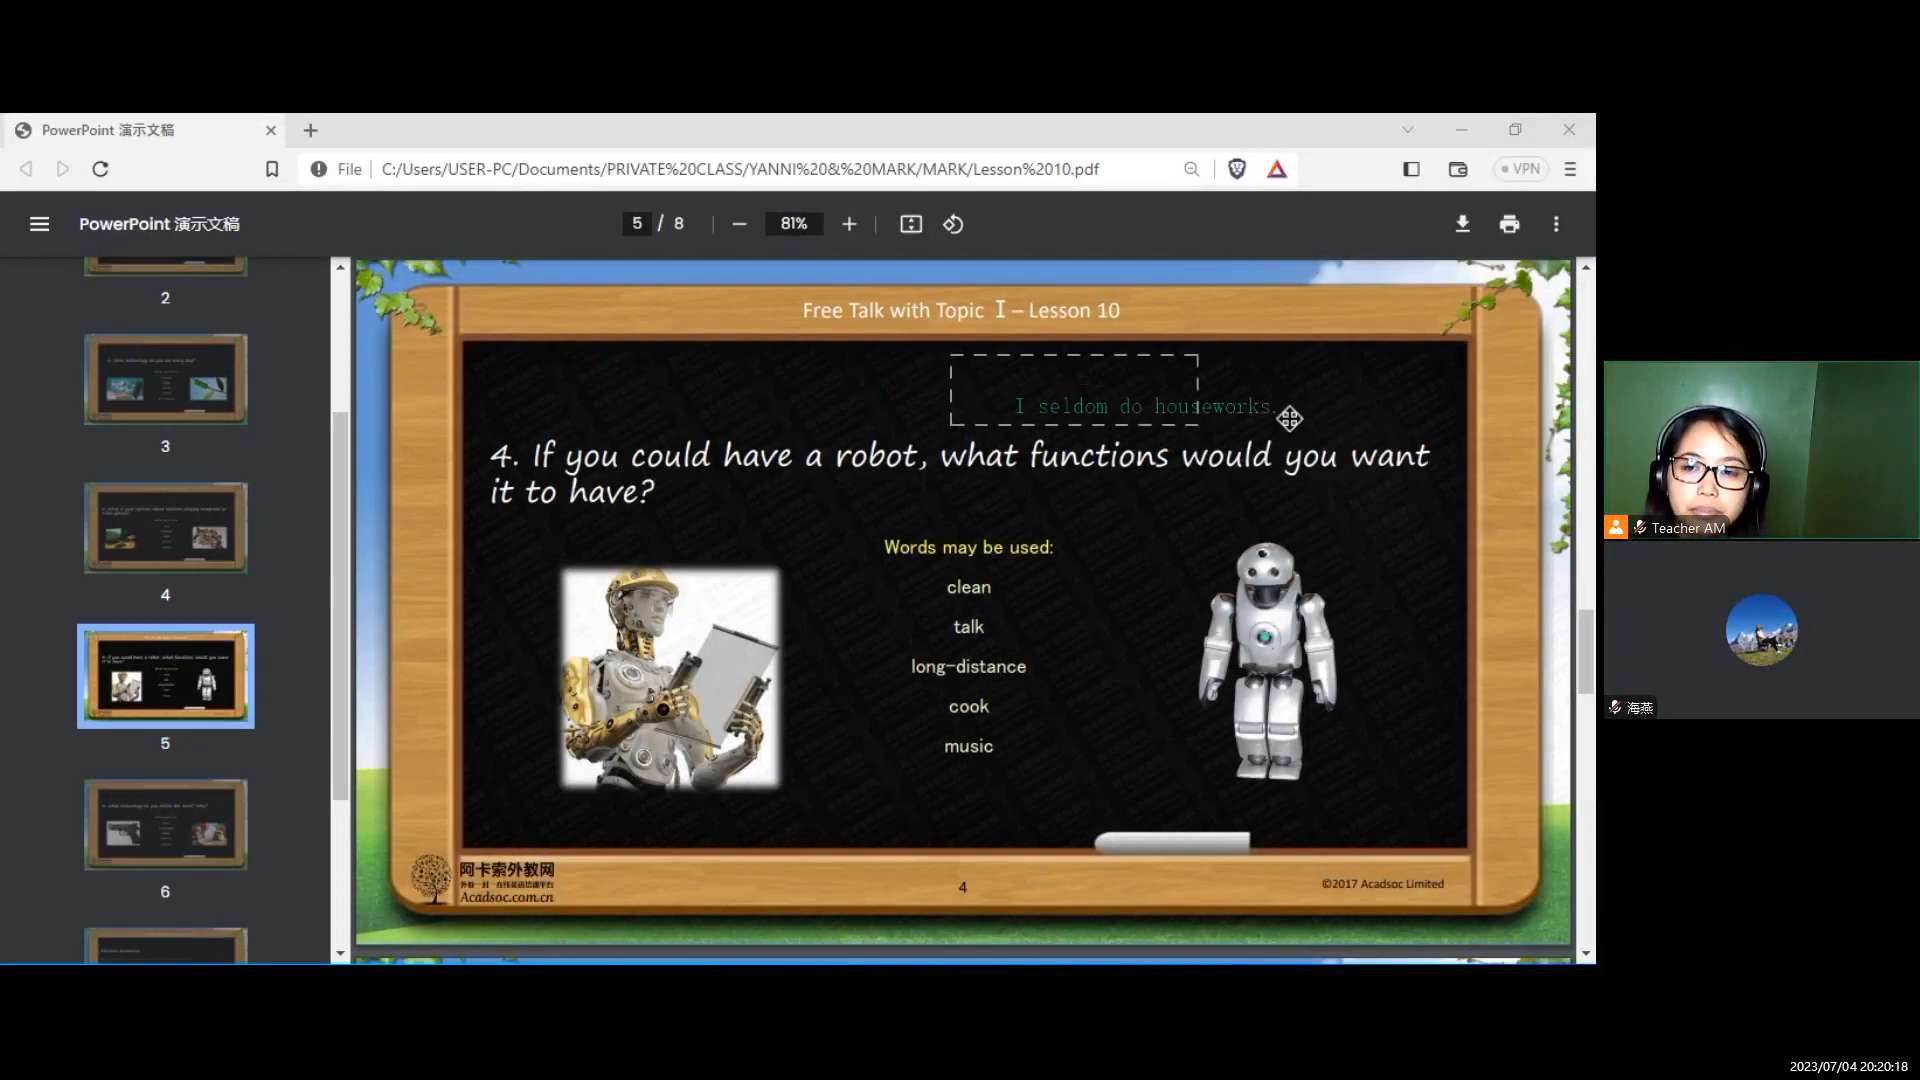 PowerPoint 演示文稿
File
C:/Users/USER-PC/Documents/PRIVATE%20CLASS/YANNI%20&%20MARK/MARK/Lesson%2010.pdf
VPN
PowerPoint 演示文稿
5 / 8
81%
2
3
4
5
6
Free Talk with Topic Ⅰ – Lesson 10
I seldom do houseworks.
4. If you could have a robot, what functions would you want
it to have?
Words may be used:
clean
talk
long-distance
cook
music
阿卡索外教网
Acadsoc.com.cn
4
©2017 Acadsoc Limited
Teacher AM
海燕
2023/07/04 20:20:18